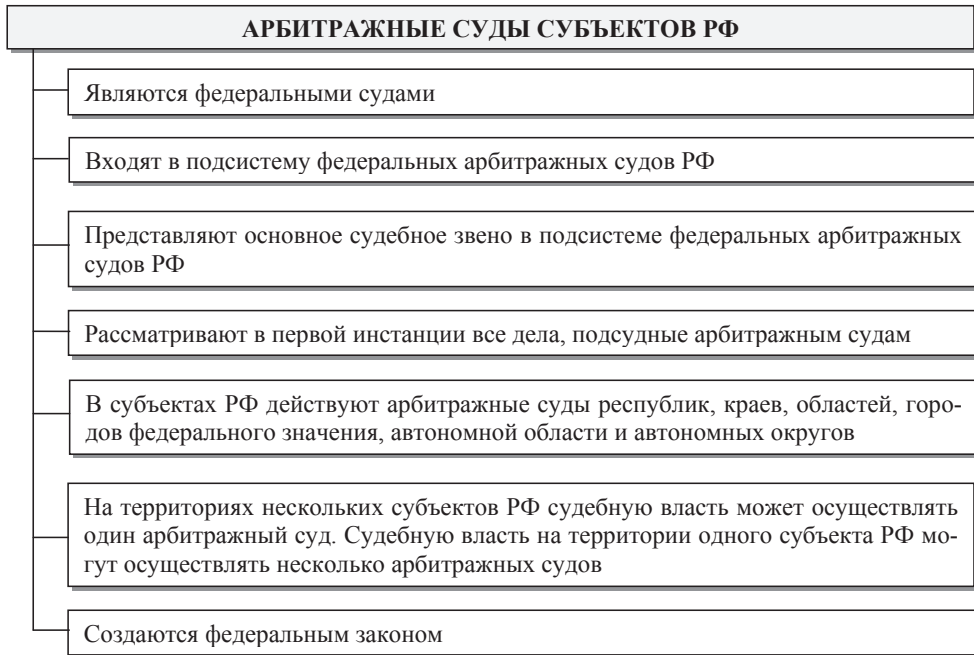 АРБИТРАЖНЫЕ СУДЫ СУБЪЕКТОВ РФ
Являются федеральными судами
Входят в подсистему федеральных арбитражных судов РФ
Представляют основное судебное звено в подсистеме федеральных арбитражных
судов РФ
Рассматривают в первой инстанции все дела, подсудные арбитражным судам
В субъектах РФ действуют арбитражные суды республик, краев, областей, горо-
дов федерального значения, автономной области и автономных округов
На территориях нескольких субъектов РФ судебную власть может осуществлять
один арбитражный суд. Судебную власть на территории одного субъекта РФ мо-
гут осуществлять несколько арбитражных судов
Создаются федеральным законом